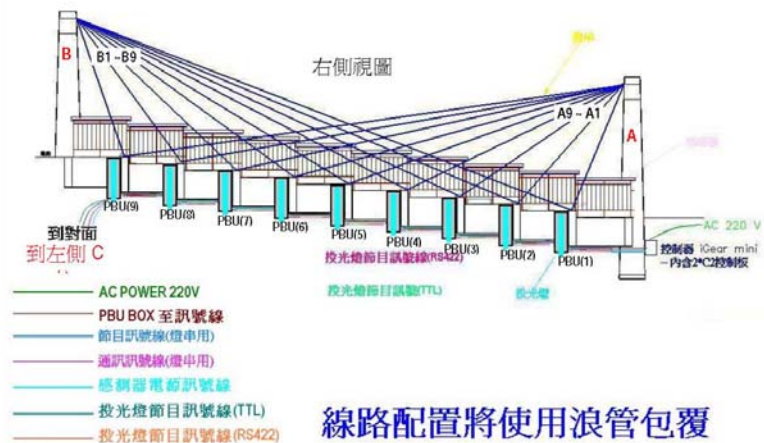 B
B1~B9
右側視圖
A9~A1
A
PBU(9)
PBU(8)
PBU(7)
PBU(6)
PBU(5)
PBU(4)
PBU(3)
PBU(2)
PBU(1)
到對面
到左側 C
AC 220 V
控制器 iGear mini
一內含2*C2控制板
投光燈節目訊號線(RS422)
投光燈節目訊號(TTL)
投光燈
AC POWER 220V
PBU BOX 至訊號線
節目訊號線(燈串用)
通訊訊號線(燈串用)
感測器電源訊號線
投光燈節目訊號線(TTL)
投光燈節目訊號線(RS422)
線路配置將使用浪管包覆